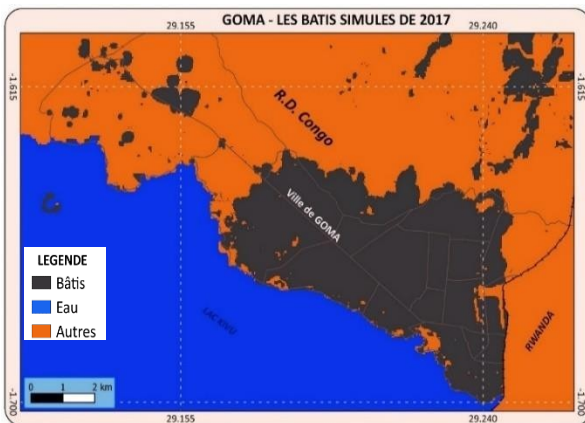 GOMA - LES BATIS SIMULES DE 2017
29.155
29.240
-1.615
-1.615
R.D. Congo
Ville de GOMA
LEGENDE
Bâtis
Eau
Autres
LAC KIVU
RWANDA
0 1 2 km
-1.700
-1.700
29.155
29.240